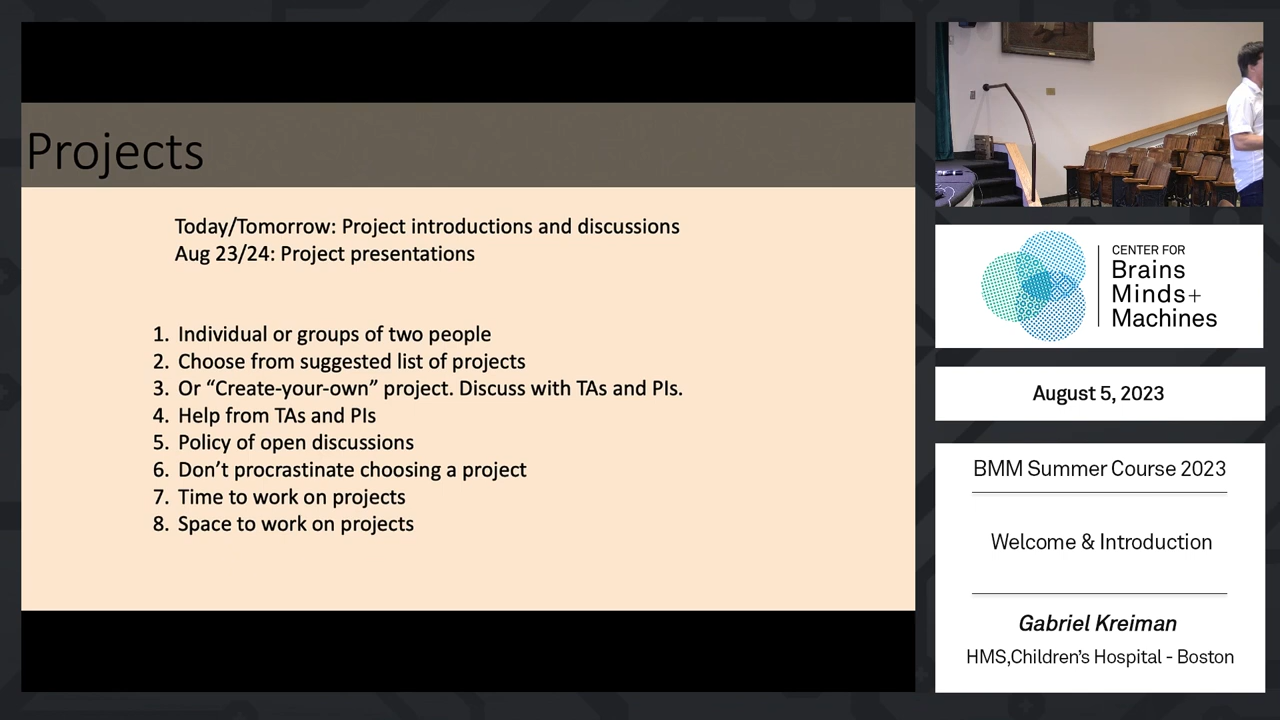 Projects
Today/Tomorrow: Project introductions and discussions
Aug 23/24: Project presentations
1. Individual or groups of two people
2. Choose from suggested list of projects
3. Or “Create-your-own” project. Discuss with TAs and PIs.
4. Help from TAs and PIs
5. Policy of open discussions
6. Don’t procrastinate choosing a project
7. Time to work on projects
8. Space to work on projects
CENTER FOR
Brains
Minds+
Machines
August 5, 2023
BMM Summer Course 2023
Welcome & Introduction
Gabriel Kreiman
HMS,Children’s Hospital - Boston